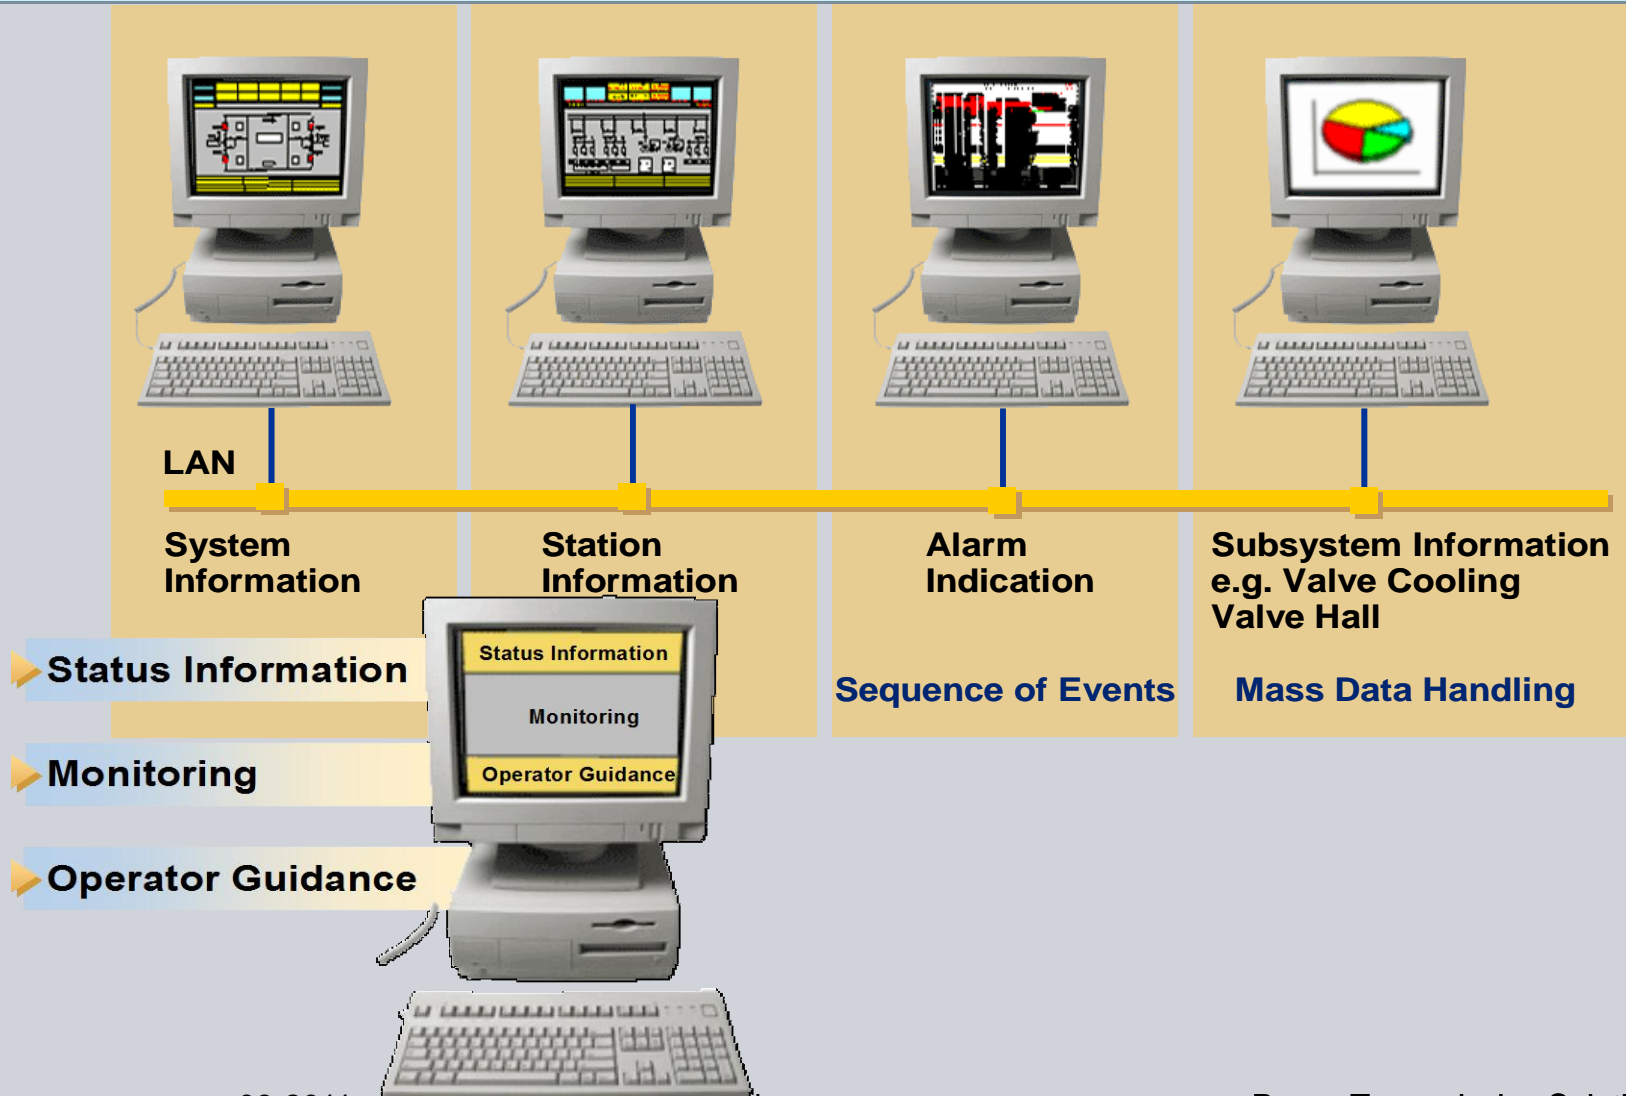 LAN
System
Information
Station
Information
Alarm
Indication
Subsystem Information
e.g. Valve Cooling
Valve Hall
Sequence of Events
Mass Data Handling
Status Information
Monitoring
Operator Guidance
Status Information
Monitoring
Operator Guidance